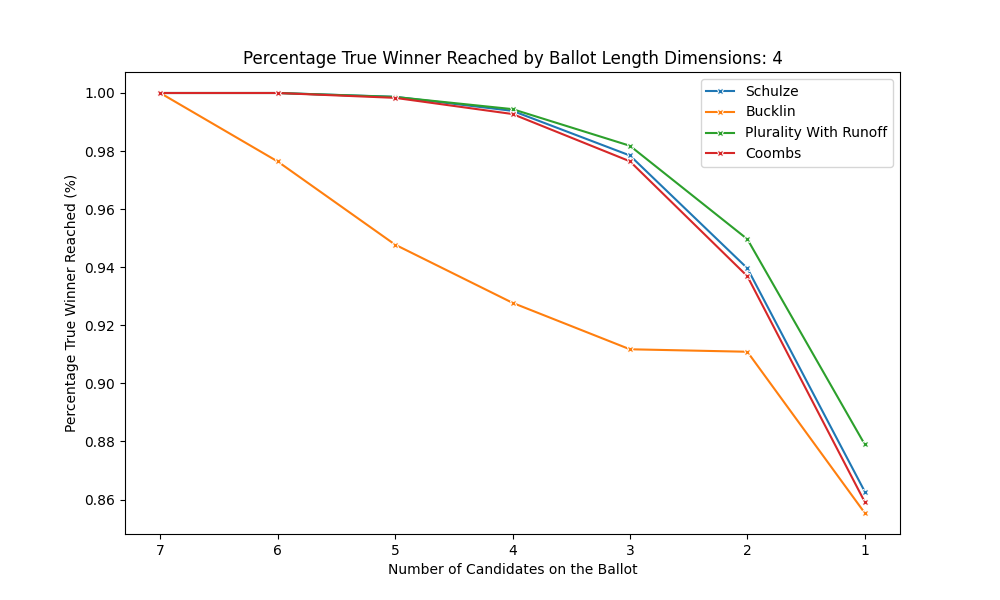 Percentage True Winner Reached by Ballot Length Dimensions: 4
Percentage True Winner Reached (%)
1.00
0.98
0.96
0.94
0.92
0.90
0.88
0.86
Schulze
Bucklin
Plurality With Runoff
Coombs
7 6 5 4 3 2 1
Number of Candidates on the Ballot